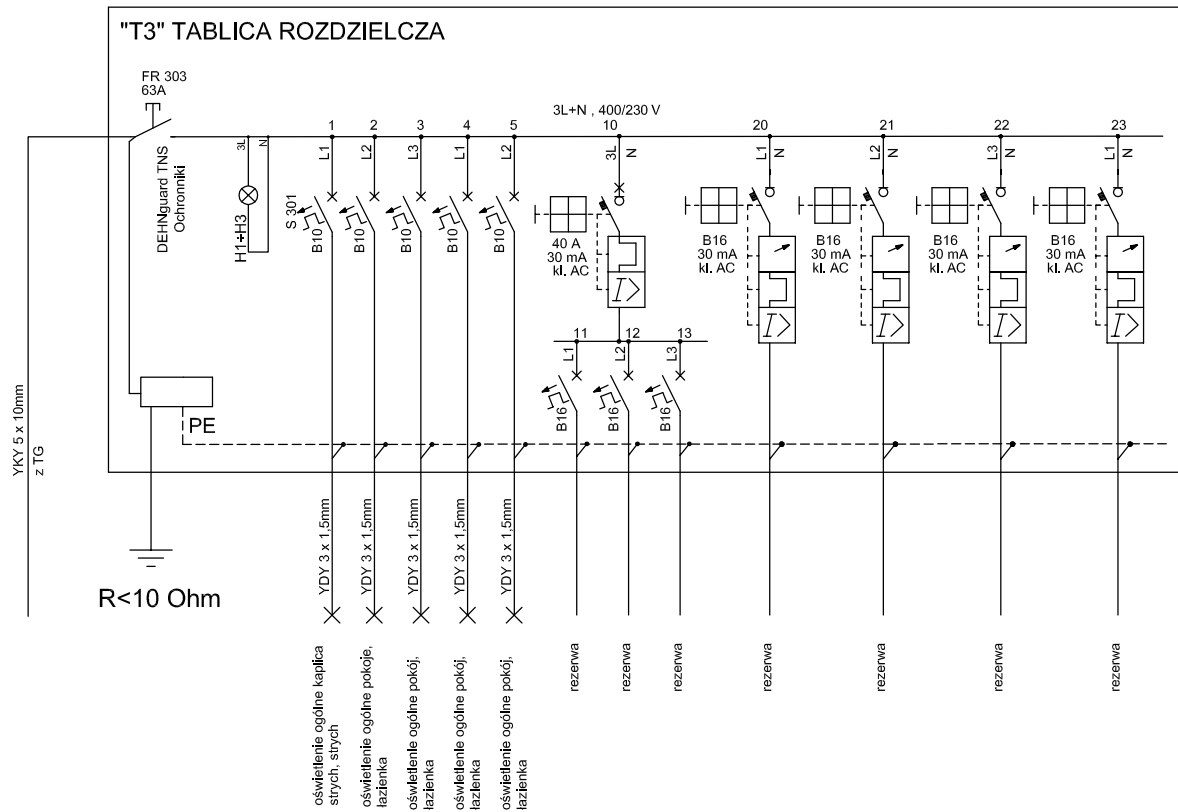 "T3" TABLICA ROZDZIELCZA
FR 303
63A
3L+N , 400/230 V
1
2
3
4
5
10
20
21
22
23
DEHNguard TNS
Ochronniki
3L
N
H1÷H3
L1
L2
L3
L1
L2
3L
N
L1
N
L2
N
L3
N
L1
N
S 301
B10
B10
B10
B10
B10
40 A
30 mA
kl. AC
B16
30 mA
kl. AC
B16
30 mA
kl. AC
B16
30 mA
kl. AC
B16
30 mA
kl. AC
11
12
13
L1
L2
L3
B16
B16
B16
PE
YKY 5 x 10mm
z TG
R<10 Ohm
YDY 3 x 1,5mm
YDY 3 x 1,5mm
YDY 3 x 1,5mm
YDY 3 x 1,5mm
YDY 3 x 1,5mm
oświetlenie ogólne kaplica
strych, strych
oświetlenie ogólne pokoje,
łazienka
oświetlenie ogólne pokój,
łazienka
oświetlenie ogólne pokój,
łazienka
oświetlenie ogólne pokój,
łazienka
rezerwa
rezerwa
rezerwa
rezerwa
rezerwa
rezerwa
rezerwa